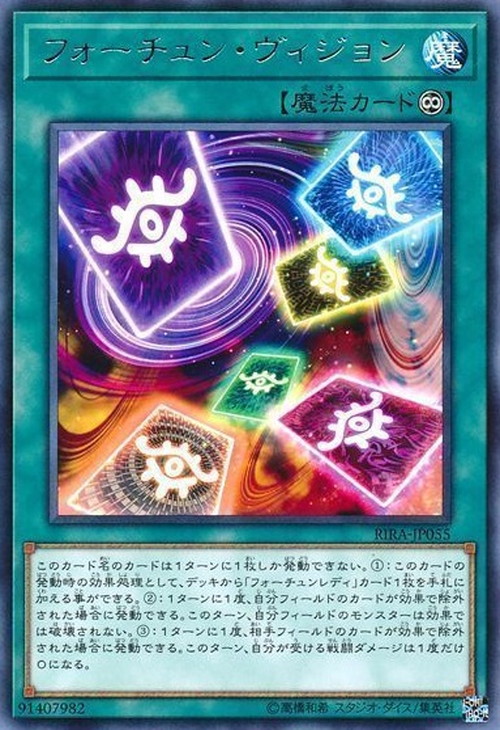 フォーチュン・ヴィジョン
魔
【魔法カード】
RIRA-JP055
このカード名のカードは1ターンに1枚しか発動できない。①:このカードの
発動時の効果処理として、デッキから「フォーチュンレディ」カード1枚を手札に
加える事ができる。②:1ターンに1度、自分フィールドのカードが効果で除外
された場合に発動できる。このターン、自分フィールドのモンスターは効果で
は破壊されない。③:1ターンに1度、相手フィールドのカードが効果で除外
された場合に発動できる。このターン、自分が受ける戦闘ダメージは1度だけ
0になる。
91407982
©高橋和希 スタジオ・ダイス/集英社